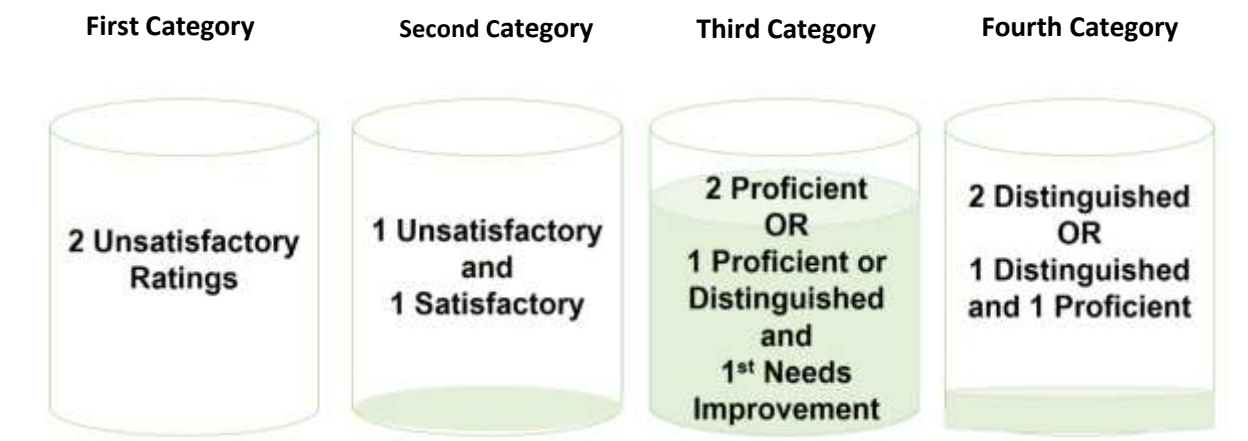 First Category
Second Category
Third Category
Fourth Category
2 Unsatisfactory
Ratings
1 Unsatisfactory
and
1 Satisfactory
2 Proficient
OR
1 Proficient or
Distinguished
and
1st Needs
Improvement
2 Distinguished
OR
1 Distinguished
and 1 Proficient